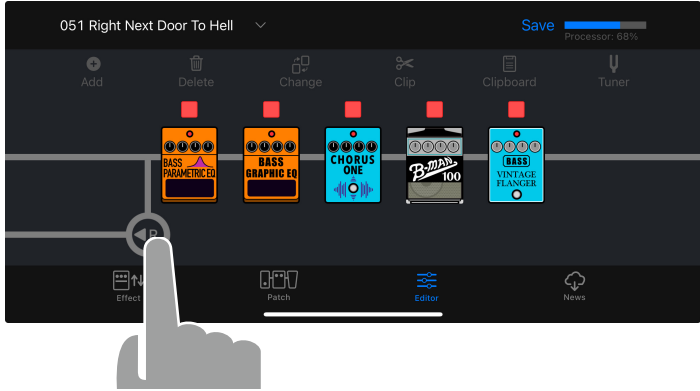 051 Right Next Door To Hell
Save
Processor: 68%
Add
Delete
Change
Clip
Clipboard
Tuner
BASS
PARAMETRIC EQ
BASS
GRAPHIC EQ
CHORUS
ONE
B-MAN
100
BASS
VINTAGE
FLANGER
R
Effect
Patch
Editor
News